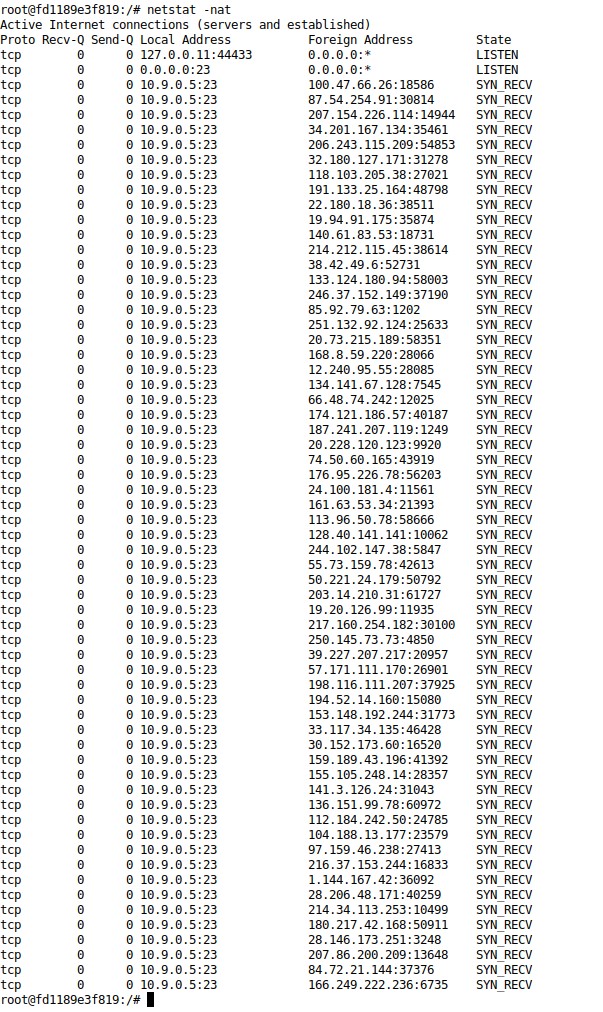 root@fd1189e3f819:/# netstat -nat
Active Internet connections (servers and established)
Proto Recv-Q Send-Q Local Address           Foreign Address         State
tcp        0      0 127.0.0.11:44433        0.0.0.0:*               LISTEN
tcp        0      0 0.0.0.0:23              0.0.0.0:*               LISTEN
tcp        0      0 10.9.0.5:23             100.47.66.26:18586      SYN_RECV
tcp        0      0 10.9.0.5:23             87.54.254.91:30814      SYN_RECV
tcp        0      0 10.9.0.5:23             207.154.226.114:14944   SYN_RECV
tcp        0      0 10.9.0.5:23             34.201.167.134:35461    SYN_RECV
tcp        0      0 10.9.0.5:23             206.243.115.209:54853   SYN_RECV
tcp        0      0 10.9.0.5:23             32.180.127.171:31278    SYN_RECV
tcp        0      0 10.9.0.5:23             118.103.205.38:27021    SYN_RECV
tcp        0      0 10.9.0.5:23             191.133.25.164:48798    SYN_RECV
tcp        0      0 10.9.0.5:23             22.180.18.36:38511      SYN_RECV
tcp        0      0 10.9.0.5:23             19.94.91.175:35874      SYN_RECV
tcp        0      0 10.9.0.5:23             140.61.83.53:18731      SYN_RECV
tcp        0      0 10.9.0.5:23             214.212.115.45:38614    SYN_RECV
tcp        0      0 10.9.0.5:23             38.42.49.6:52731        SYN_RECV
tcp        0      0 10.9.0.5:23             133.124.180.94:58003    SYN_RECV
tcp        0      0 10.9.0.5:23             246.37.152.149:37190    SYN_RECV
tcp        0      0 10.9.0.5:23             85.92.79.63:1202        SYN_RECV
tcp        0      0 10.9.0.5:23             251.132.92.124:25633    SYN_RECV
tcp        0      0 10.9.0.5:23             20.73.215.189:58351     SYN_RECV
tcp        0      0 10.9.0.5:23             168.8.59.220:28066      SYN_RECV
tcp        0      0 10.9.0.5:23             12.240.95.55:28085      SYN_RECV
tcp        0      0 10.9.0.5:23             134.141.67.128:7545     SYN_RECV
tcp        0      0 10.9.0.5:23             66.48.74.242:12025      SYN_RECV
tcp        0      0 10.9.0.5:23             174.121.186.57:40187    SYN_RECV
tcp        0      0 10.9.0.5:23             187.241.207.119:1249    SYN_RECV
tcp        0      0 10.9.0.5:23             20.228.120.123:9920     SYN_RECV
tcp        0      0 10.9.0.5:23             74.50.60.165:43919      SYN_RECV
tcp        0      0 10.9.0.5:23             176.95.226.78:56203     SYN_RECV
tcp        0      0 10.9.0.5:23             24.100.181.4:11561      SYN_RECV
tcp        0      0 10.9.0.5:23             161.63.53.34:21393      SYN_RECV
tcp        0      0 10.9.0.5:23             113.96.50.78:58666      SYN_RECV
tcp        0      0 10.9.0.5:23             128.40.141.141:10062    SYN_RECV
tcp        0      0 10.9.0.5:23             244.102.147.38:5847     SYN_RECV
tcp        0      0 10.9.0.5:23             55.73.159.78:42613      SYN_RECV
tcp        0      0 10.9.0.5:23             50.221.24.179:50792     SYN_RECV
tcp        0      0 10.9.0.5:23             203.14.210.31:61727     SYN_RECV
tcp        0      0 10.9.0.5:23             19.20.126.99:11935      SYN_RECV
tcp        0      0 10.9.0.5:23             217.160.254.182:30100   SYN_RECV
tcp        0      0 10.9.0.5:23             250.145.73.73:4850      SYN_RECV
tcp        0      0 10.9.0.5:23             39.227.207.217:20957    SYN_RECV
tcp        0      0 10.9.0.5:23             57.171.111.170:26901    SYN_RECV
tcp        0      0 10.9.0.5:23             198.116.111.207:37925   SYN_RECV
tcp        0      0 10.9.0.5:23             194.52.14.160:15080     SYN_RECV
tcp        0      0 10.9.0.5:23             153.148.192.244:31773   SYN_RECV
tcp        0      0 10.9.0.5:23             33.117.34.135:46428     SYN_RECV
tcp        0      0 10.9.0.5:23             30.152.173.60:16520     SYN_RECV
tcp        0      0 10.9.0.5:23             159.189.43.196:41392    SYN_RECV
tcp        0      0 10.9.0.5:23             155.105.248.14:28357    SYN_RECV
tcp        0      0 10.9.0.5:23             141.3.126.24:31043      SYN_RECV
tcp        0      0 10.9.0.5:23             136.151.99.78:60972     SYN_RECV
tcp        0      0 10.9.0.5:23             112.184.242.50:24785    SYN_RECV
tcp        0      0 10.9.0.5:23             104.188.13.177:23579    SYN_RECV
tcp        0      0 10.9.0.5:23             97.159.46.238:27413     SYN_RECV
tcp        0      0 10.9.0.5:23             216.37.153.244:16833    SYN_RECV
tcp        0      0 10.9.0.5:23             1.144.167.42:36092      SYN_RECV
tcp        0      0 10.9.0.5:23             28.206.48.171:40259     SYN_RECV
tcp        0      0 10.9.0.5:23             214.34.113.253:10499    SYN_RECV
tcp        0      0 10.9.0.5:23             180.217.42.168:50911    SYN_RECV
tcp        0      0 10.9.0.5:23             28.146.173.251:3248     SYN_RECV
tcp        0      0 10.9.0.5:23             207.86.200.209:13648    SYN_RECV
tcp        0      0 10.9.0.5:23             84.72.21.144:37376      SYN_RECV
tcp        0      0 10.9.0.5:23             166.249.222.236:6735    SYN_RECV
root@fd1189e3f819:/#